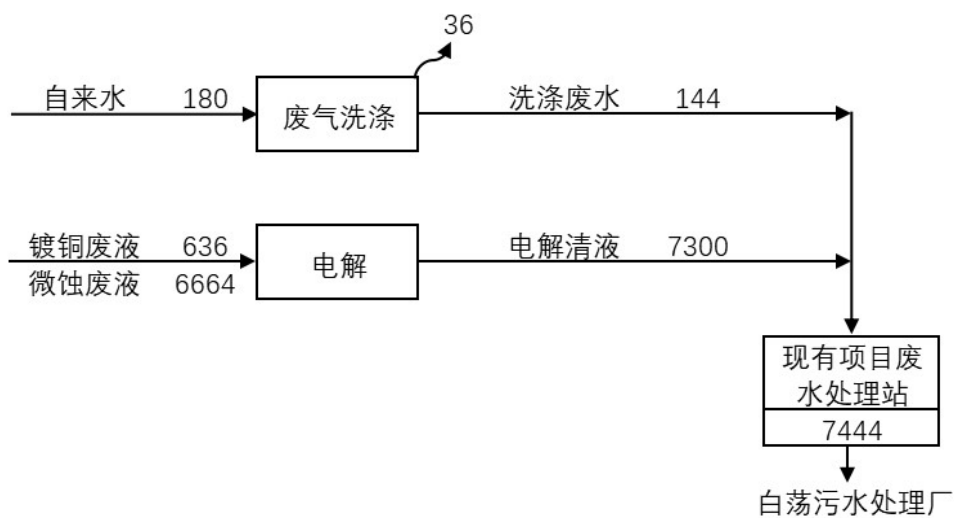 36
自来水 180
废气洗涤
洗涤废水 144
镀铜废液 636
微蚀废液 6664
电解
电解清液 7300
现有项目废
水处理站
7444
白荡污水处理厂